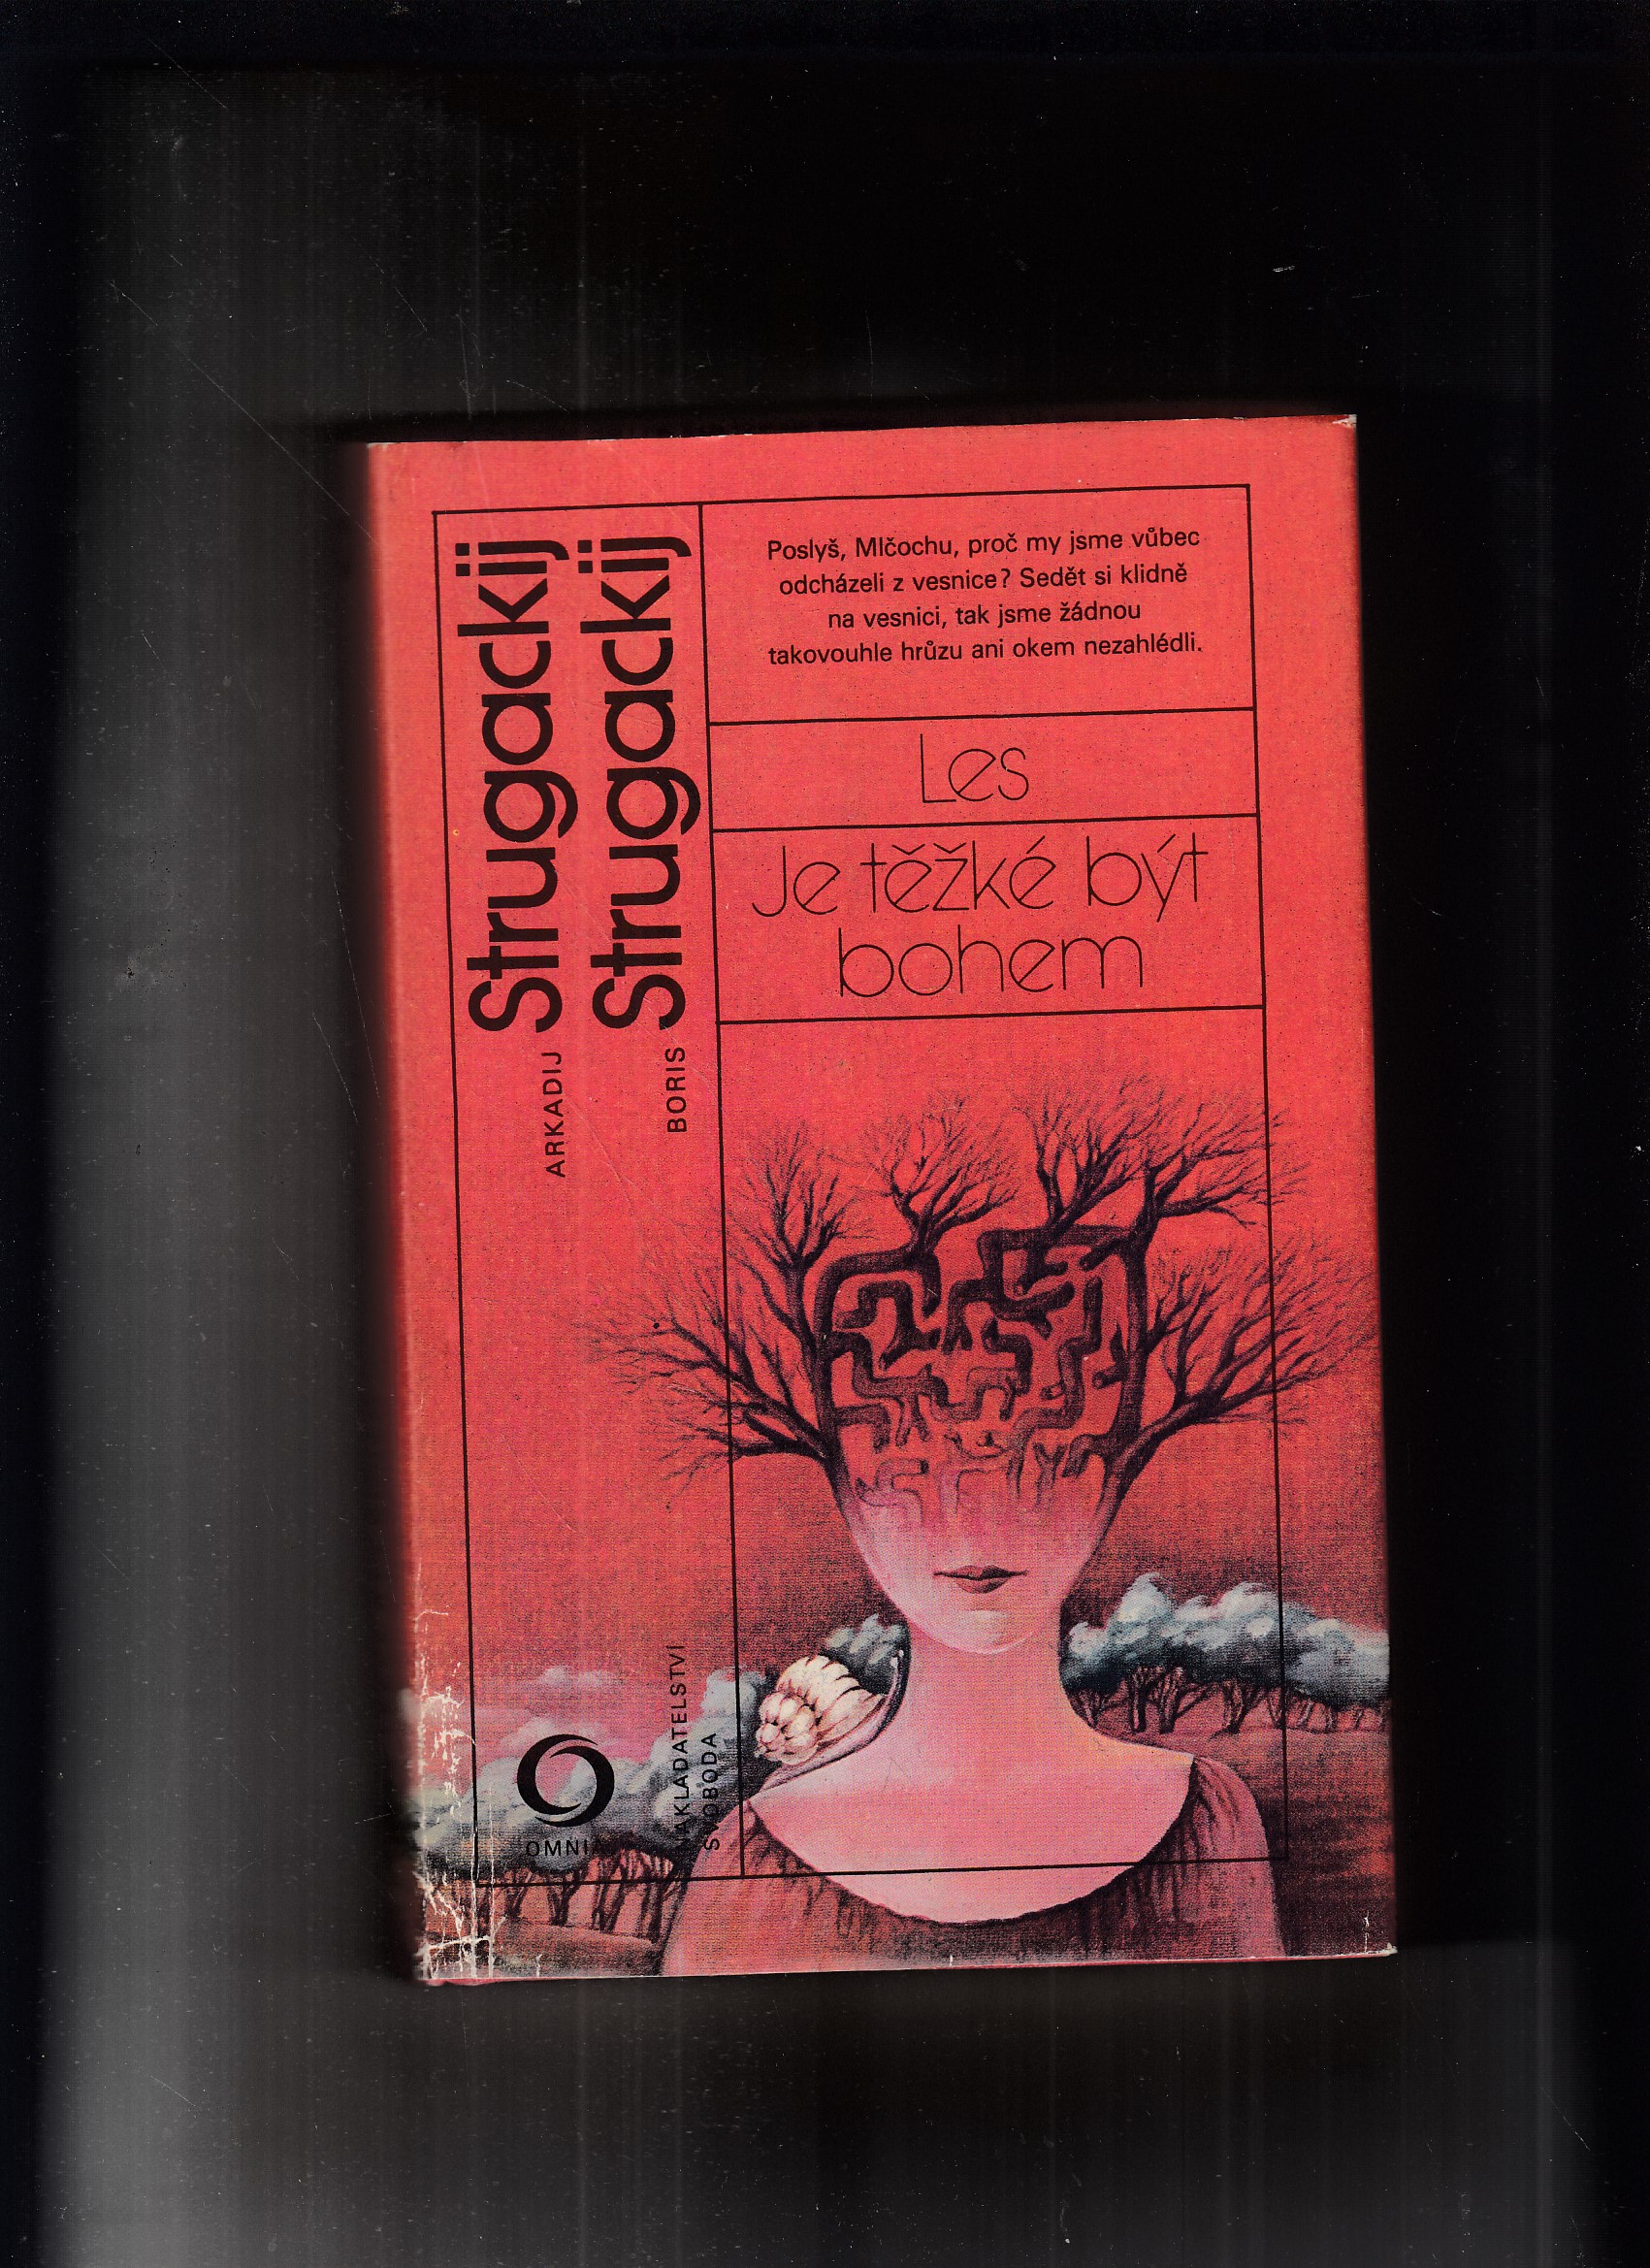 ARKADIJ Strugackij
BORIS Strugackij
Poslyš, Mlčochu, proč my jsme vůbec
odcházeli z vesnice? Sedět si klidně
na vesnici, tak jsme žádnou
takovouhle hrůzu ani okem nezahlédli.
Les
Je těžké být
bohem
OMNIA
NAKLADATELSTVÍ
SVOBODA